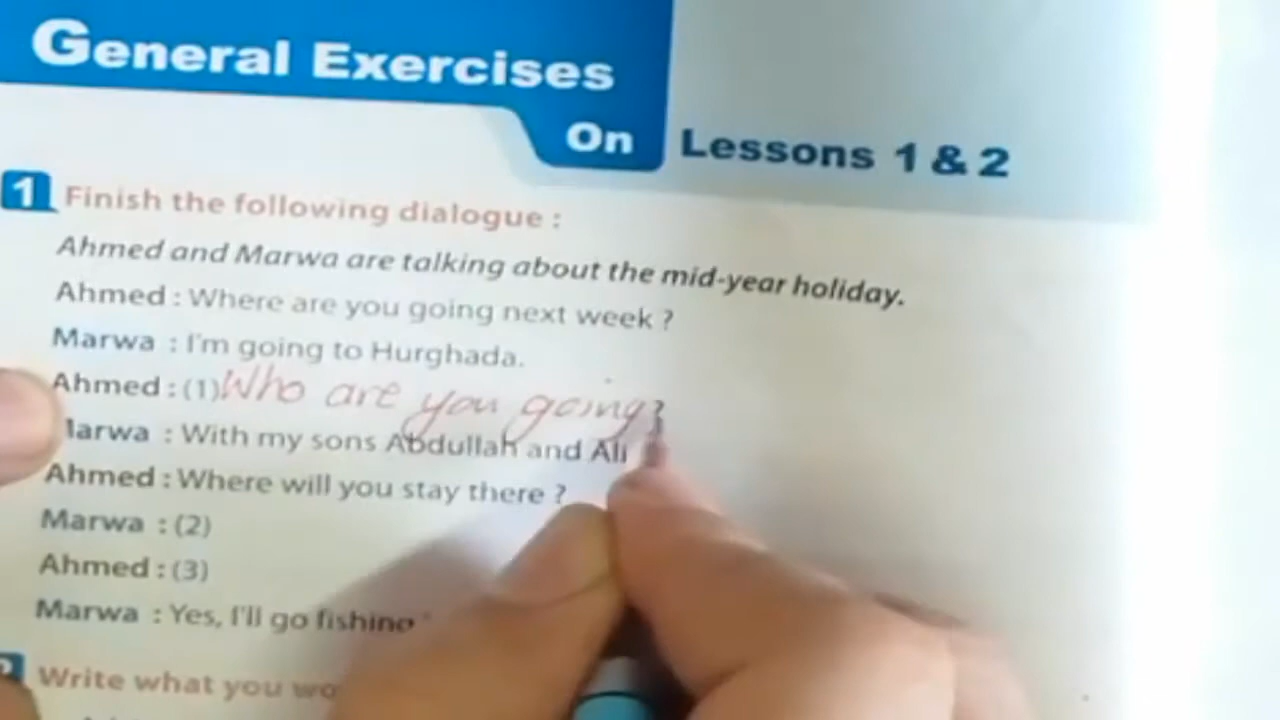 General Exercises
On Lessons 1 & 2
1 Finish the following dialogue :
Ahmed and Marwa are talking about the mid-year holiday.
Ahmed : Where are you going next week ?
Marwa : I'm going to Hurghada.
Ahmed : (1) Who are you going ?
Marwa : With my sons Abdullah and Ali
Ahmed : Where will you stay there ?
Marwa : (2)
Ahmed : (3)
Marwa : Yes, I'll go fishing
Write what you